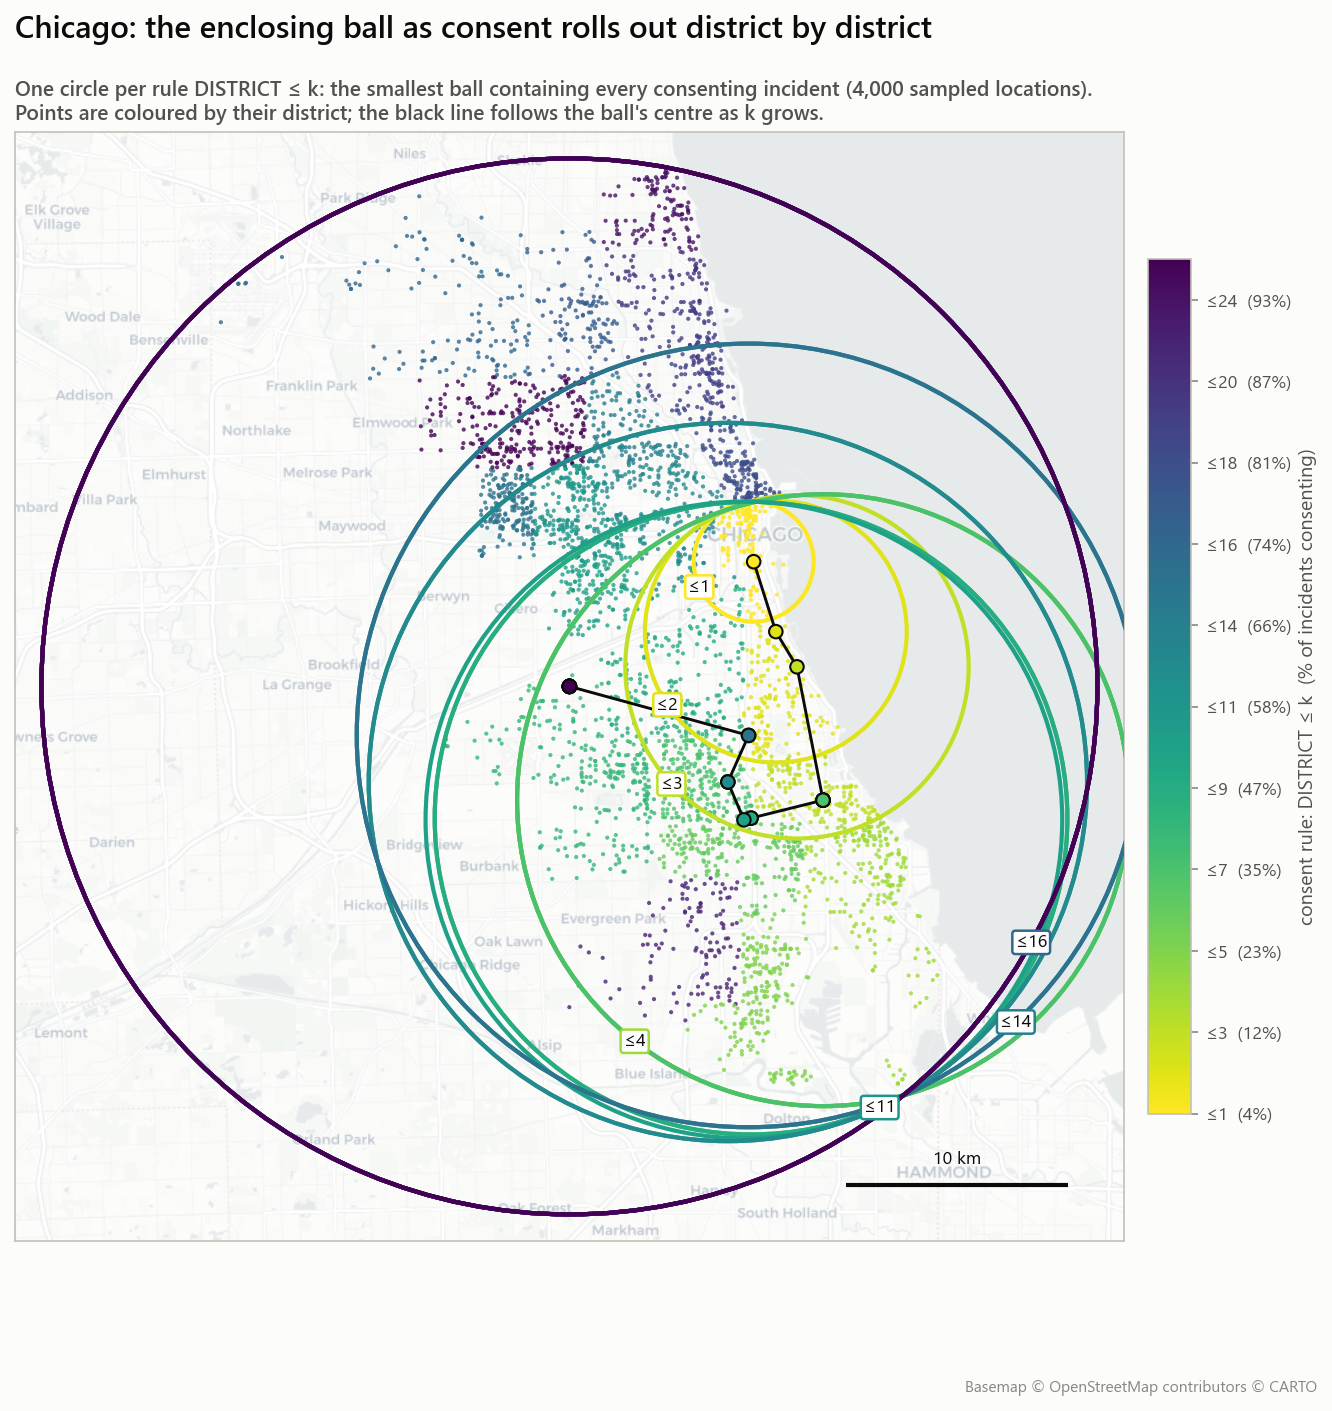 Chicago: the enclosing ball as consent rolls out district by district
One circle per rule DISTRICT ≤ k: the smallest ball containing every consenting incident (4,000 sampled locations).
Points are coloured by their district; the black line follows the ball's centre as k grows.
Niles
Skokie
Park Ridge
Elk Grove
Village
Wood Dale
Bensenville
Franklin Park
Addison
Elmwood Park
Northlake
Elmhurst
Melrose Park
Villa Park
mbard
Maywood
CHICAGO
≤1
Berwyn
Cicero
Brookfield
La Grange
≤2
wners Grove
≤3
Darien
Bridgeview
Burbank
Hickory Hills
Evergreen Park
Oak Lawn
≤16
Chicago Ridge
≤14
Lemont
≤4
Alsip
Blue Island
≤11
Dolton
Orland Park
10 km
HAMMOND
Harvey
Oak Forest
South Holland
Markham
≤24 (93%)
≤20 (87%)
≤18 (81%)
≤16 (74%)
≤14 (66%)
≤11 (58%)
≤9 (47%)
≤7 (35%)
≤5 (23%)
≤3 (12%)
≤1 (4%)
consent rule: DISTRICT ≤ k (% of incidents consenting)
Basemap © OpenStreetMap contributors © CARTO